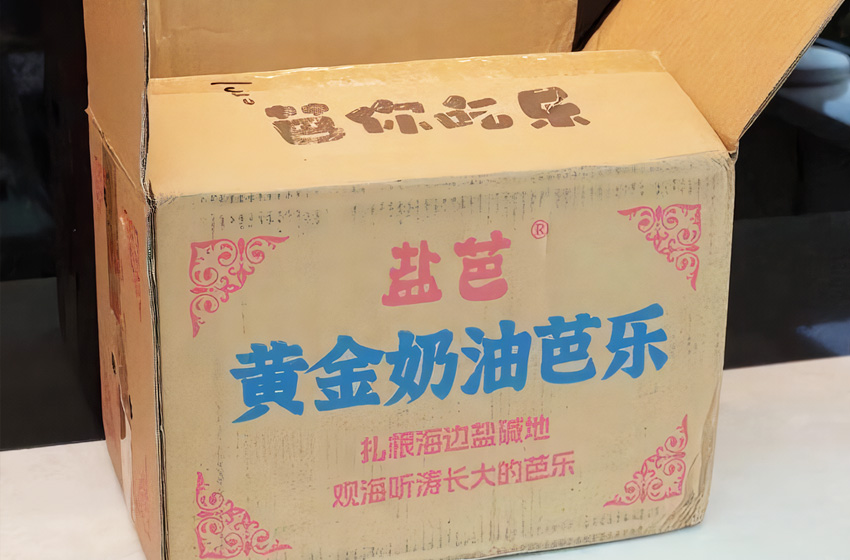 芭你吃乐
盐芭®
黄金奶油芭乐
扎根海边盐碱地
观海听涛长大的芭乐